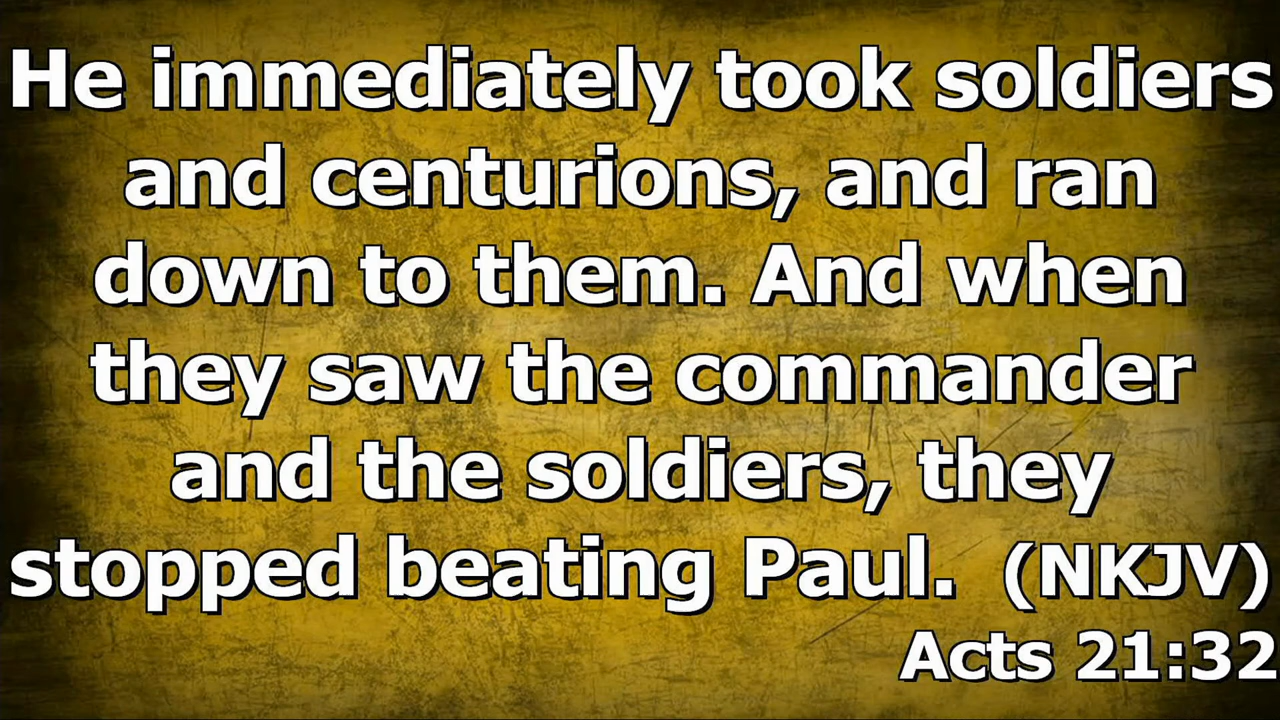 He immediately took soldiers
and centurions, and ran
down to them. And when
they saw the commander
and the soldiers, they
stopped beating Paul. (NKJV)
Acts 21:32